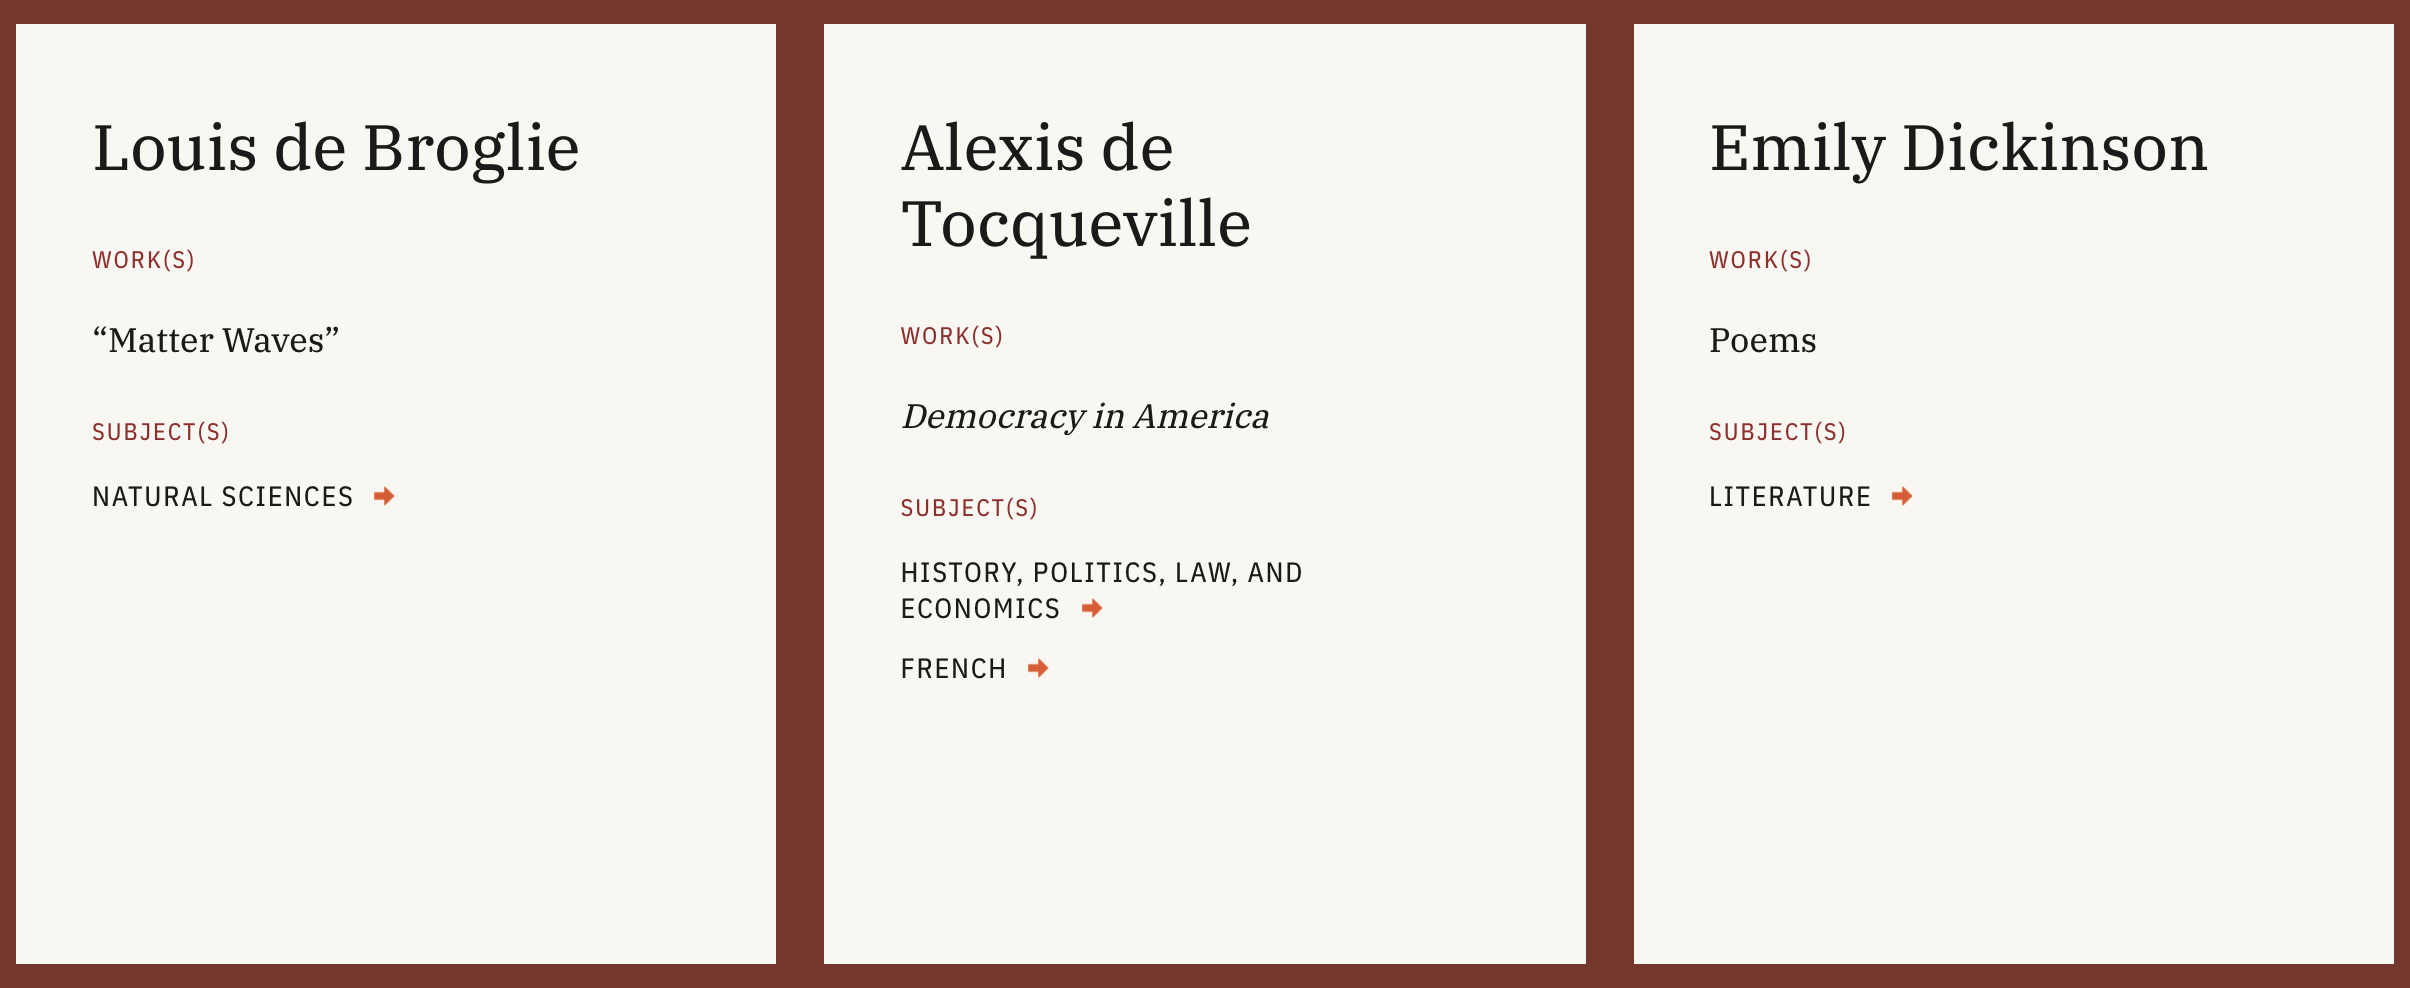 Louis de Broglie
WORK(S)
“Matter Waves”
SUBJECT(S)
NATURAL SCIENCES
Alexis de
Tocqueville
WORK(S)
Democracy in America
SUBJECT(S)
HISTORY, POLITICS, LAW, AND
ECONOMICS
FRENCH
Emily Dickinson
WORK(S)
Poems
SUBJECT(S)
LITERATURE